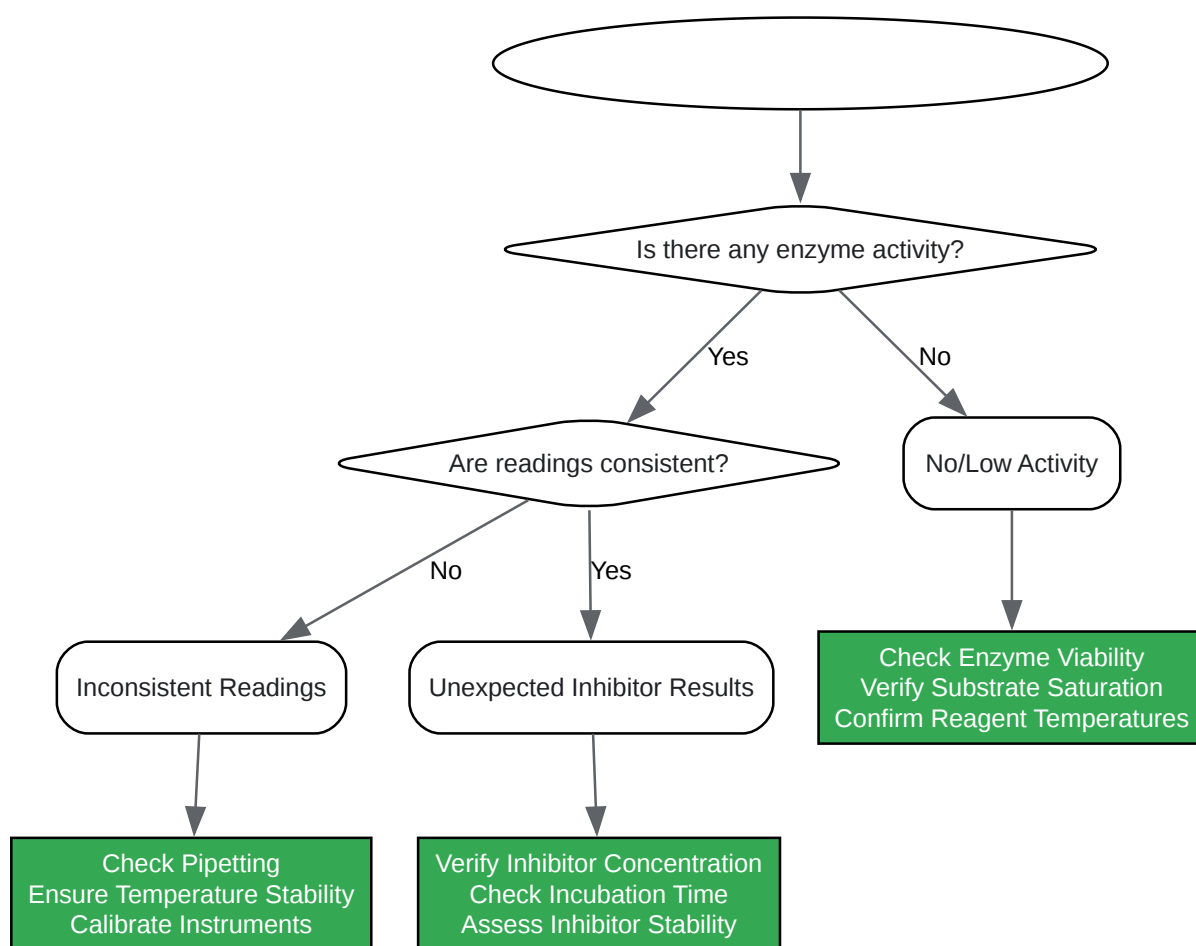 Is there any enzyme activity?
Yes
No
Are readings consistent?
No/Low Activity
No
Yes
Inconsistent Readings
Unexpected Inhibitor Results
Check Enzyme Viability
Verify Substrate Saturation
Confirm Reagent Temperatures
Check Pipetting
Ensure Temperature Stability
Calibrate Instruments
Verify Inhibitor Concentration
Check Incubation Time
Assess Inhibitor Stability